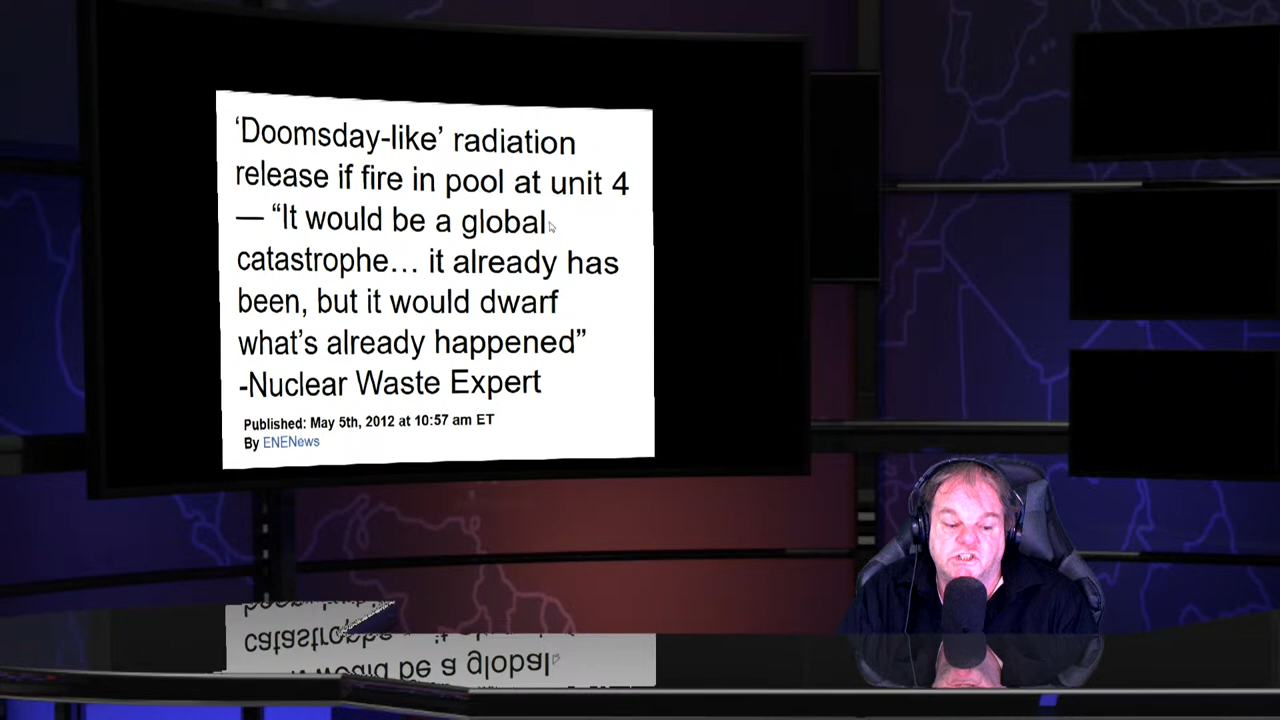 ‘Doomsday-like’ radiation
release if fire in pool at unit 4
— “It would be a global
catastrophe… it already has
been, but it would dwarf
what’s already happened”
-Nuclear Waste Expert
Published: May 5th, 2012 at 10:57 am ET
By ENENews